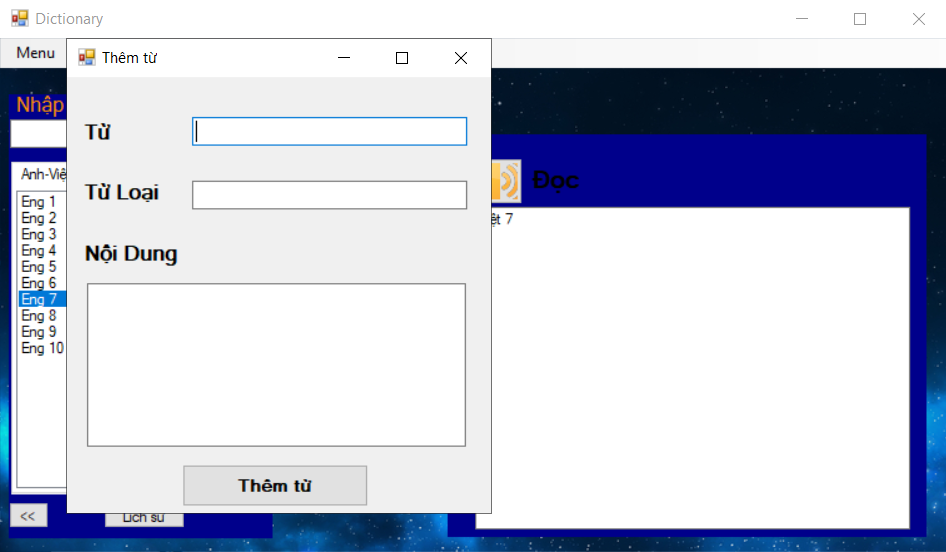 Dictionary
Menu
Thêm từ
Nhập
Từ
Từ Loại
Nội Dung
Thêm từ
Anh-Việ
Eng 1
Eng 2
Eng 3
Eng 4
Eng 5
Eng 6
Eng 7
Eng 8
Eng 9
Eng 10
<<
Lịch sử
Đọc
ệt 7